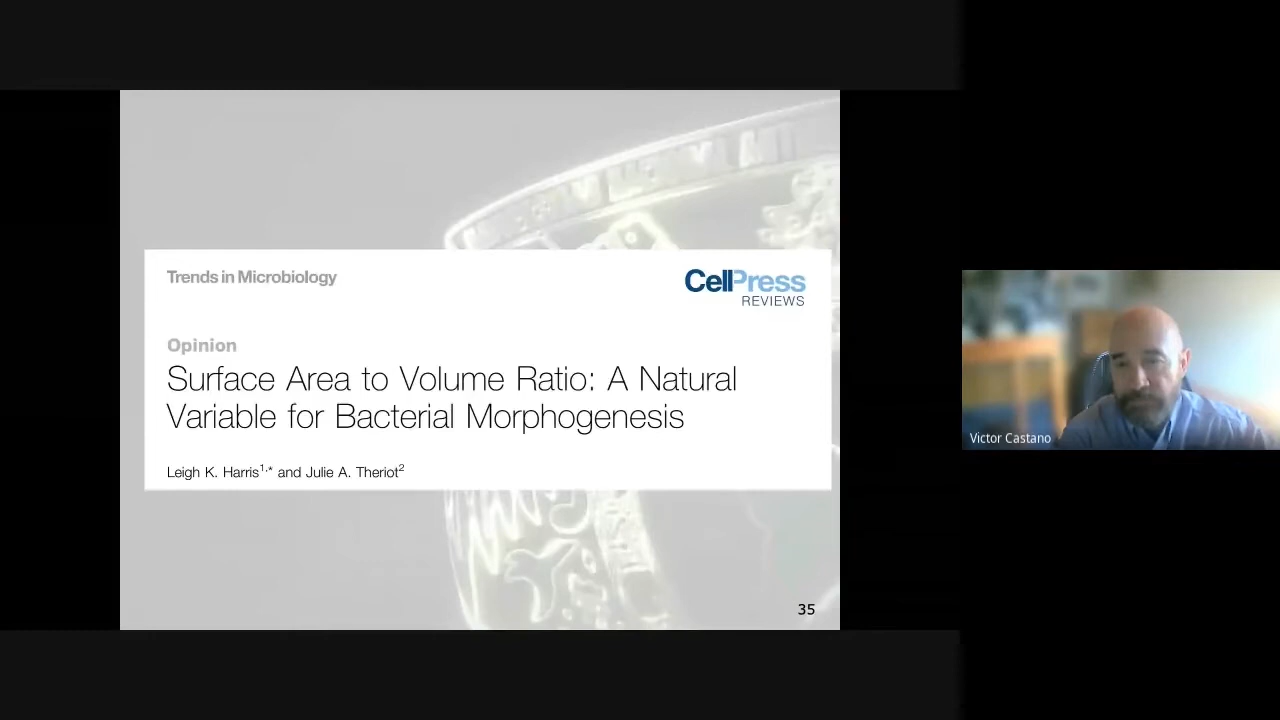 Trends in Microbiology
CellPress
REVIEWS
Opinion
Surface Area to Volume Ratio: A Natural
Variable for Bacterial Morphogenesis
Leigh K. Harris1,* and Julie A. Theriot2
35
Victor Castano